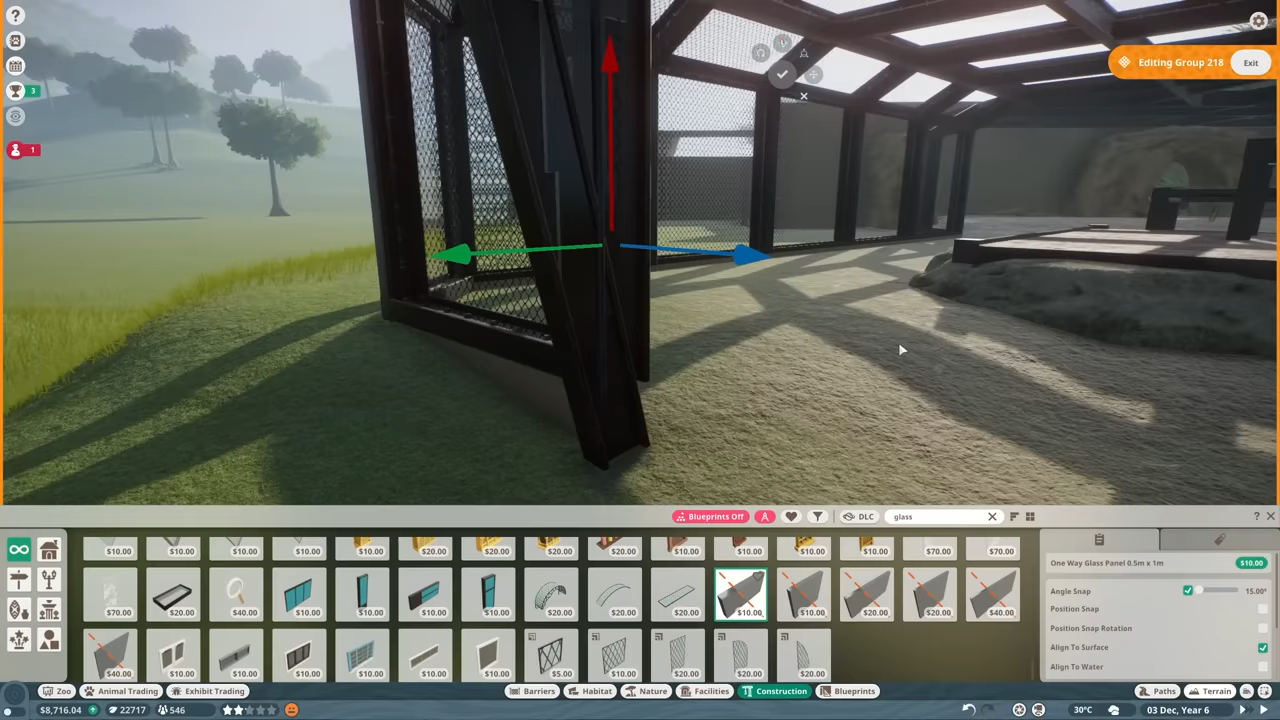 ?
Editing Group 218 Exit
3
1
Blueprints Off DLC glass ? ×
$10.00 $10.00 $10.00 $10.00 $10.00 $20.00 $20.00 $20.00 $20.00 $10.00 $10.00 $10.00 $10.00 $70.00 $70.00
One Way Glass Panel 0.5m x 1m $10.00
Angle Snap 15.00°
$70.00 $20.00 $40.00 $10.00 $10.00 $10.00 $10.00 $20.00 $20.00 $20.00 $10.00 $10.00 $20.00 $20.00 $40.00
Position Snap
Position Snap Rotation
Align To Surface
Align To Water
$40.00 $10.00 $10.00 $10.00 $10.00 $10.00 $10.00 $5.00 $10.00 $20.00 $20.00 $20.00
Zoo Animal Trading Exhibit Trading Barriers Habitat Nature Facilities Construction Blueprints Paths Terrain
$8,716.04 22717 546 30°C 03 Dec, Year 6